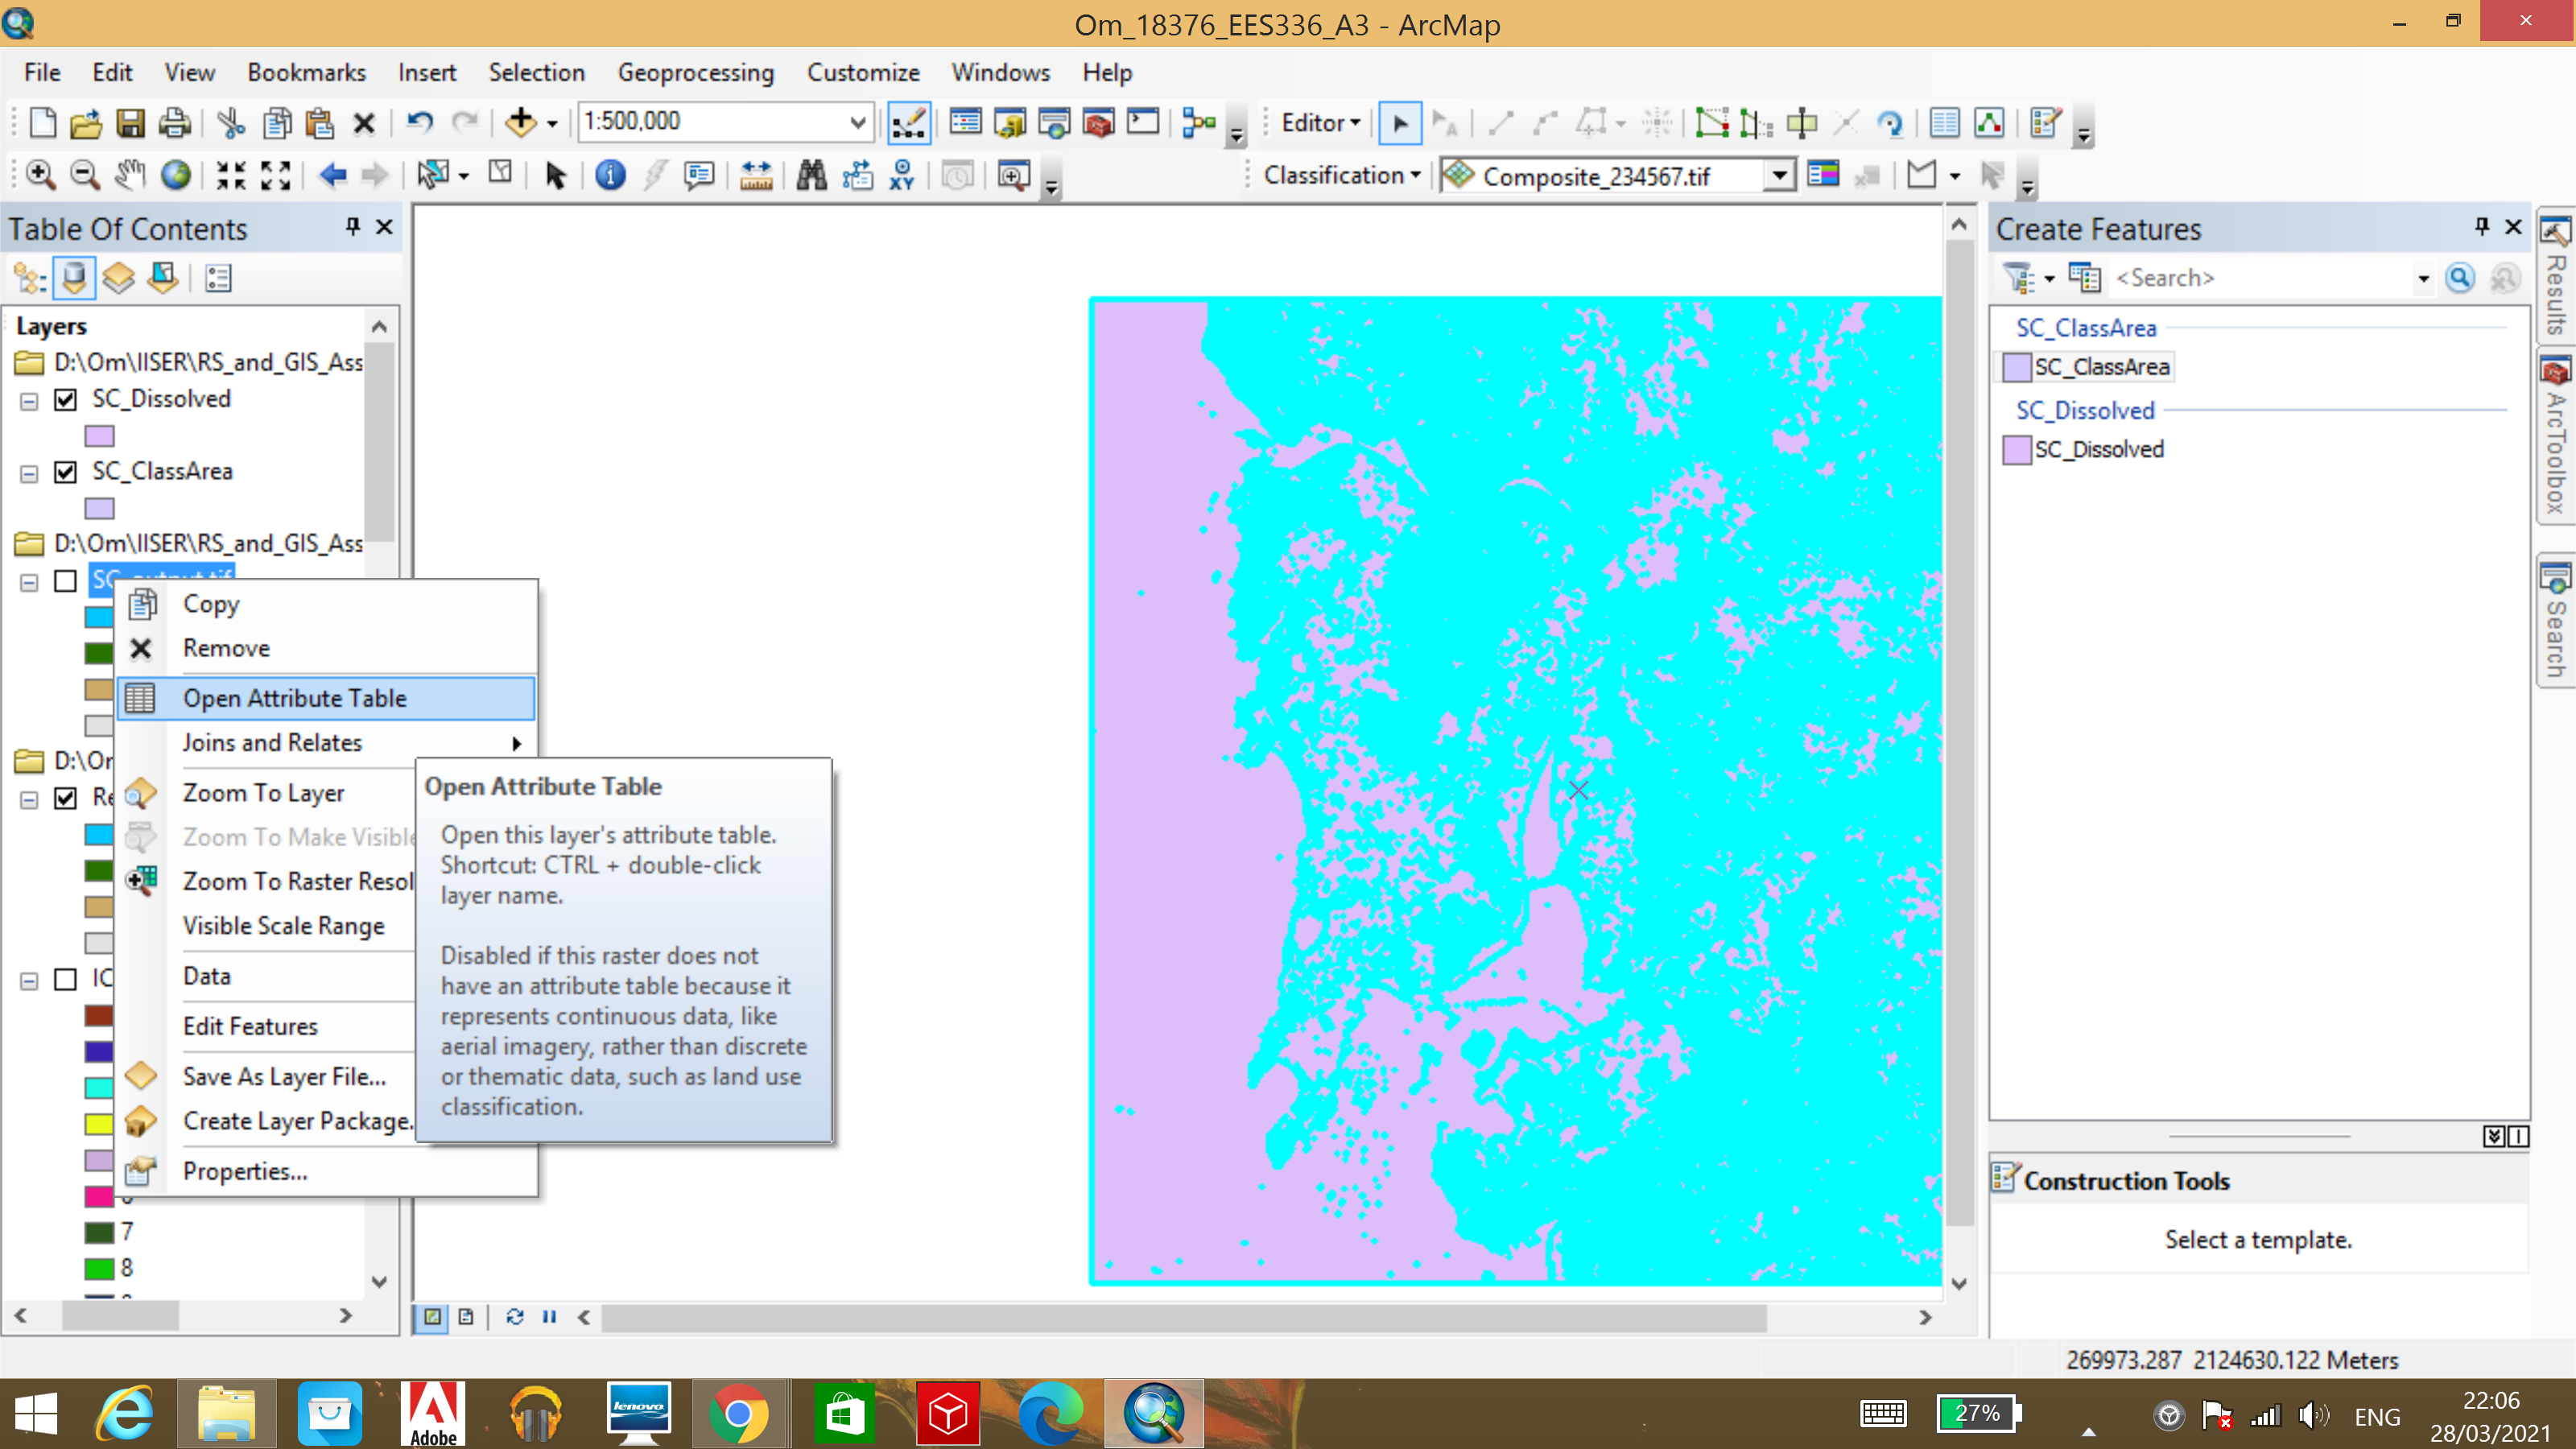 Om_18376_EES336_A3 - ArcMap
File Edit View Bookmarks Insert Selection Geoprocessing Customize Windows Help
1:500,000
Editor
XY
Classification
Composite_234567.tif
Table Of Contents
Layers
D:\Om\IISER\RS_and_GIS_Ass
SC_Dissolved
SC_ClassArea
D:\Om\IISER\RS_and_GIS_Ass
SC_output.tif
Copy
Remove
Open Attribute Table
Joins and Relates
D:\Or
Zoom To Layer
Zoom To Make Visible
Zoom To Raster Resol
Visible Scale Range
Data
Edit Features
Save As Layer File...
Create Layer Package.
Properties...
7
8
Open Attribute Table
Open this layer's attribute table.
Shortcut: CTRL + double-click
layer name.
Disabled if this raster does not
have an attribute table because it
represents continuous data, like
aerial imagery, rather than discrete
or thematic data, such as land use
classification.
Create Features
<Search>
SC_ClassArea
SC_ClassArea
SC_Dissolved
SC_Dissolved
Construction Tools
Select a template.
Results
ArcToolbox
Search
269973.287 2124630.122 Meters
Adobe
lenovo
27%
ENG
22:06
28/03/2021